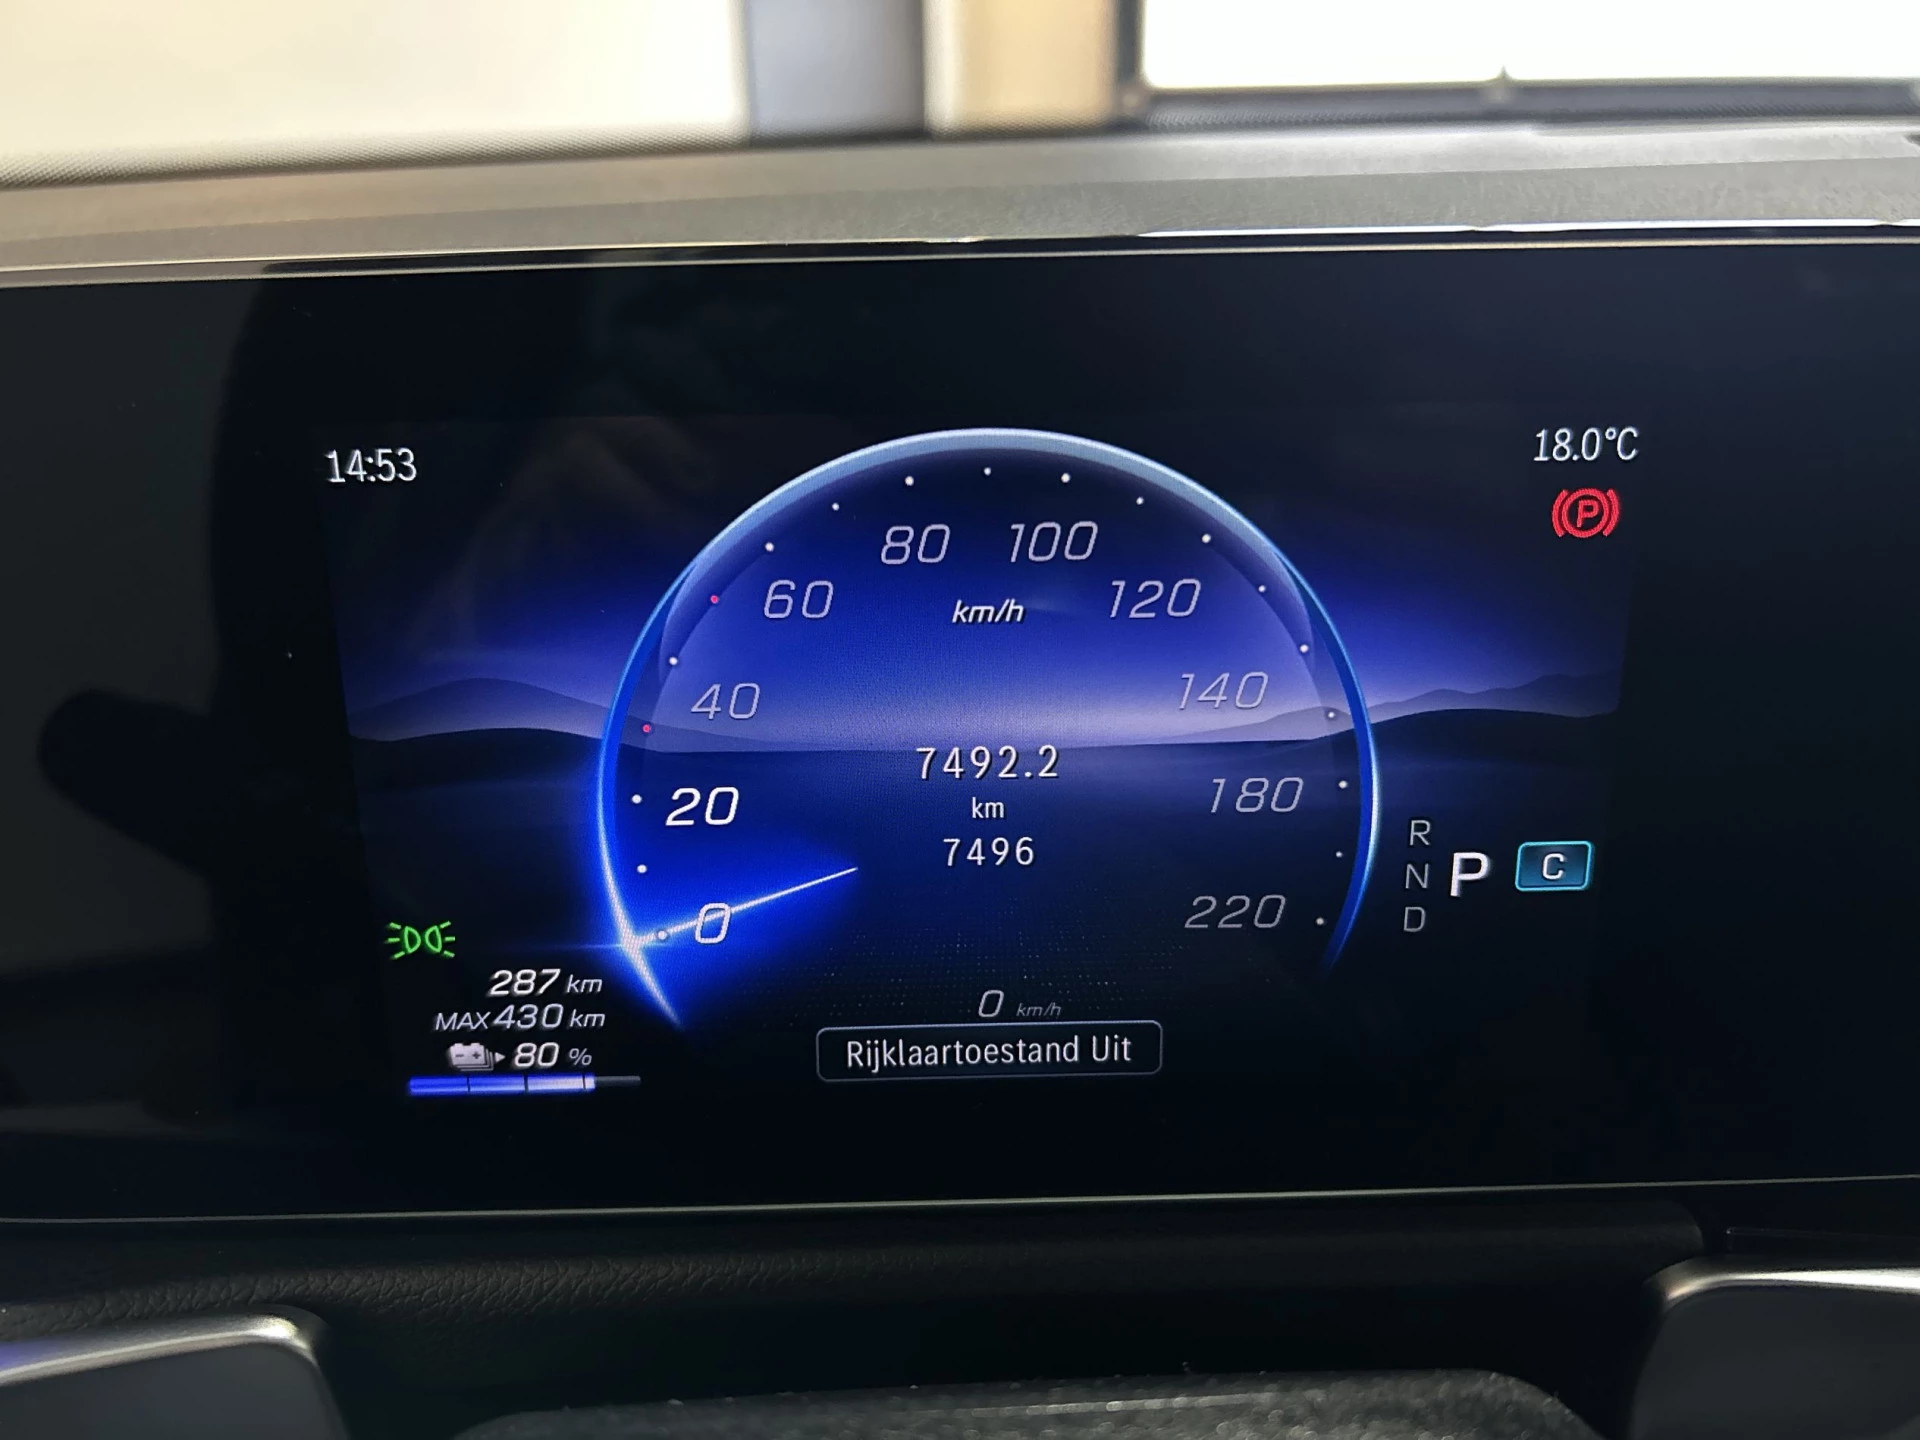 14:53
18.0°C
P
80 100
60 120
km/h
40 140
7492.2
km
20 180
7496
R
N P C
D
0 220
287 km
MAX 430 km
80 %
0 km/h
Rijklaartoestand Uit